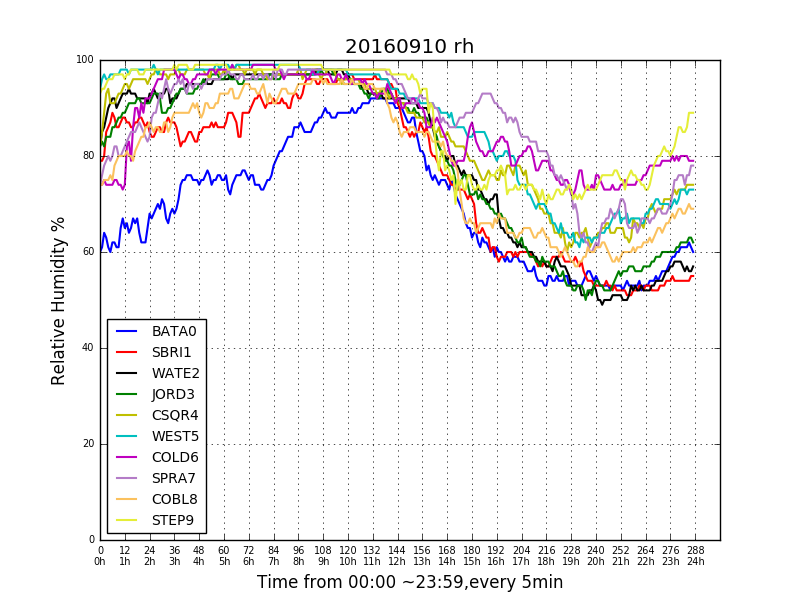 20160910 rh
100
80
60
40
20
0
Relative Humidity %
BATA0
SBRI1
WATE2
JORD3
CSQR4
WEST5
COLD6
SPRA7
COBL8
STEP9
0 12 24 36 48 60 72 84 96 108 120 132 144 156 168 180 192 204 216 228 240 252 264 276 288
0h 1h 2h 3h 4h 5h 6h 7h 8h 9h 10h 11h 12h 13h 14h 15h 16h 17h 18h 19h 20h 21h 22h 23h 24h
Time from 00:00 ~23:59,every 5min